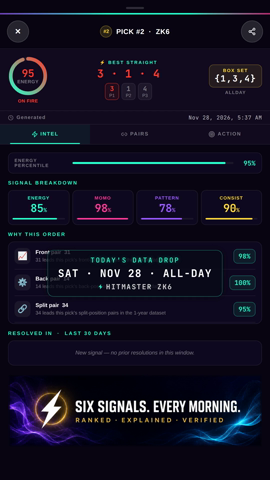 #2 PICK #2 · ZK6
95
ENERGY
ON FIRE
⚡ BEST STRAIGHT
3 · 1 · 4
3 1 4
P1 P2 P3
BOX SET
{1,3,4}
ALLDAY
Generated
Nov 28, 2026, 5:37 AM
INTEL
PAIRS
ACTION
ENERGY PERCENTILE
95%
SIGNAL BREAKDOWN
ENERGY
85%
MOMO
98%
PATTERN
78%
CONSIST
90%
WHY THIS ORDER
Front pair 31
98%
TODAY'S DATA DROP
SAT · NOV 28 · ALL-DAY
⚡HITMASTER ZK6
Back
100%
Split pair 34
34 leads this pick's split-position pairs in the 1-year dataset
95%
RESOLVED IN · LAST 30 DAYS
New signal — no prior resolutions in this window.
SIX SIGNALS. EVERY MORNING.
RANKED · EXPLAINED · VERIFIED